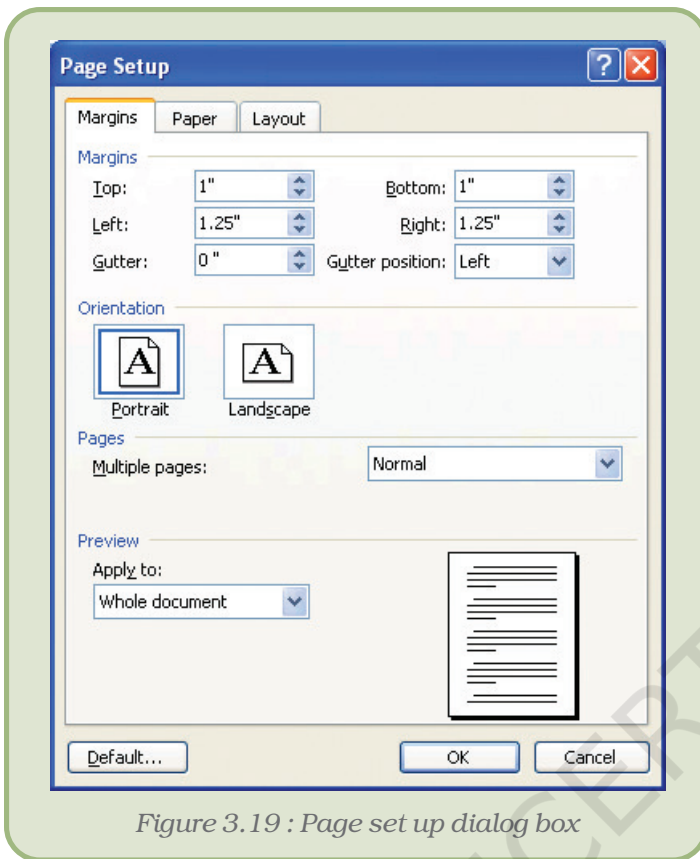 Page Setup
Margins Paper Layout
Margins
Top: 1" Bottom: 1"
Left: 1.25" Right: 1.25"
Gutter: 0" Gutter position: Left
Orientation
A A
Portrait Landscape
Pages
Multiple pages: Normal
Preview
Apply to:
Whole document
Default... OK Cancel
Figure 3.19 : Page set up dialog box